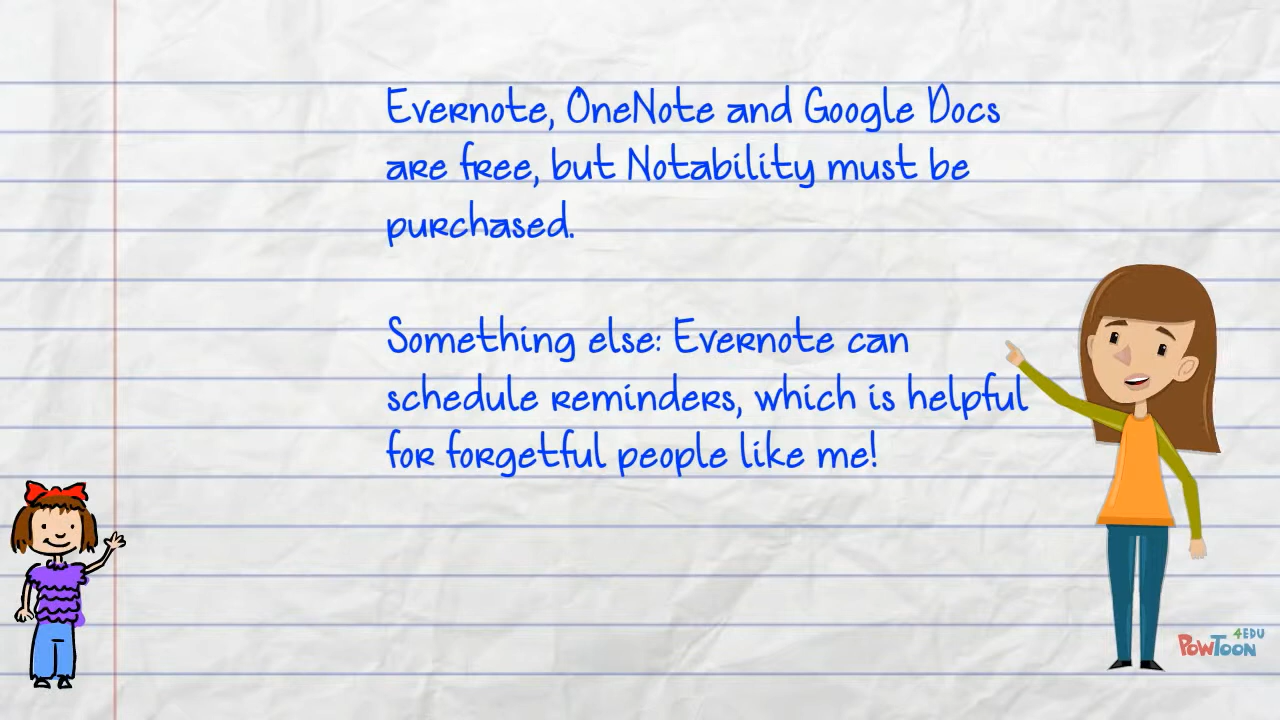 Evernote, OneNote and Google Docs
are free, but Notability must be
purchased.
Something else: Evernote can
schedule reminders, which is helpful
for forgetful people like me!
4EDU
POWTOON